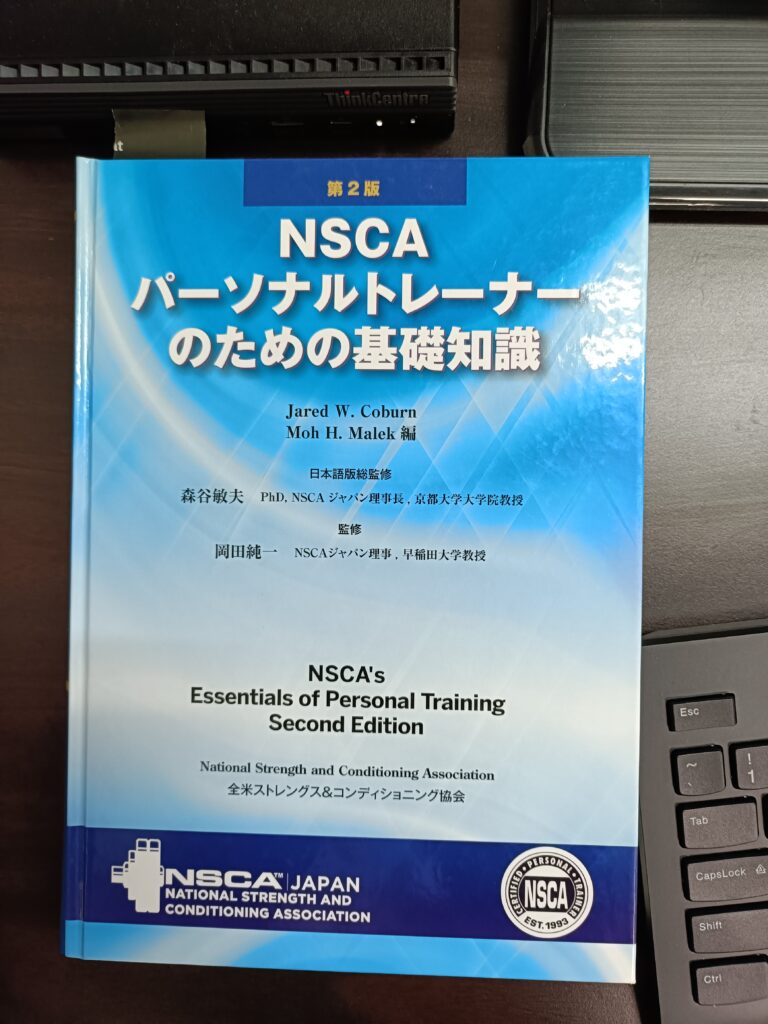 ThinkCentre
at
第2版
NSCA
パーソナルトレーナー
のための基礎知識
Jared W. Coburn
Moh H. Malek 編
日本語版総監修
森谷敏夫 PhD, NSCA ジャパン理事長 , 京都大学大学院教授
監修
岡田純一 NSCAジャパン理事 , 早稲田大学教授
NSCA's
Essentials of Personal Training
Second Edition
National Strength and Conditioning Association
全米ストレングス&コンディショニング協会
NSCA™ | JAPAN
NATIONAL STRENGTH AND
CONDITIONING ASSOCIATION
CERTIFIED • PERSONAL • TRAINER
NSCA
EST. 1993
Esc
~
`
!
1
Tab
CapsLock
Shift
Ctrl